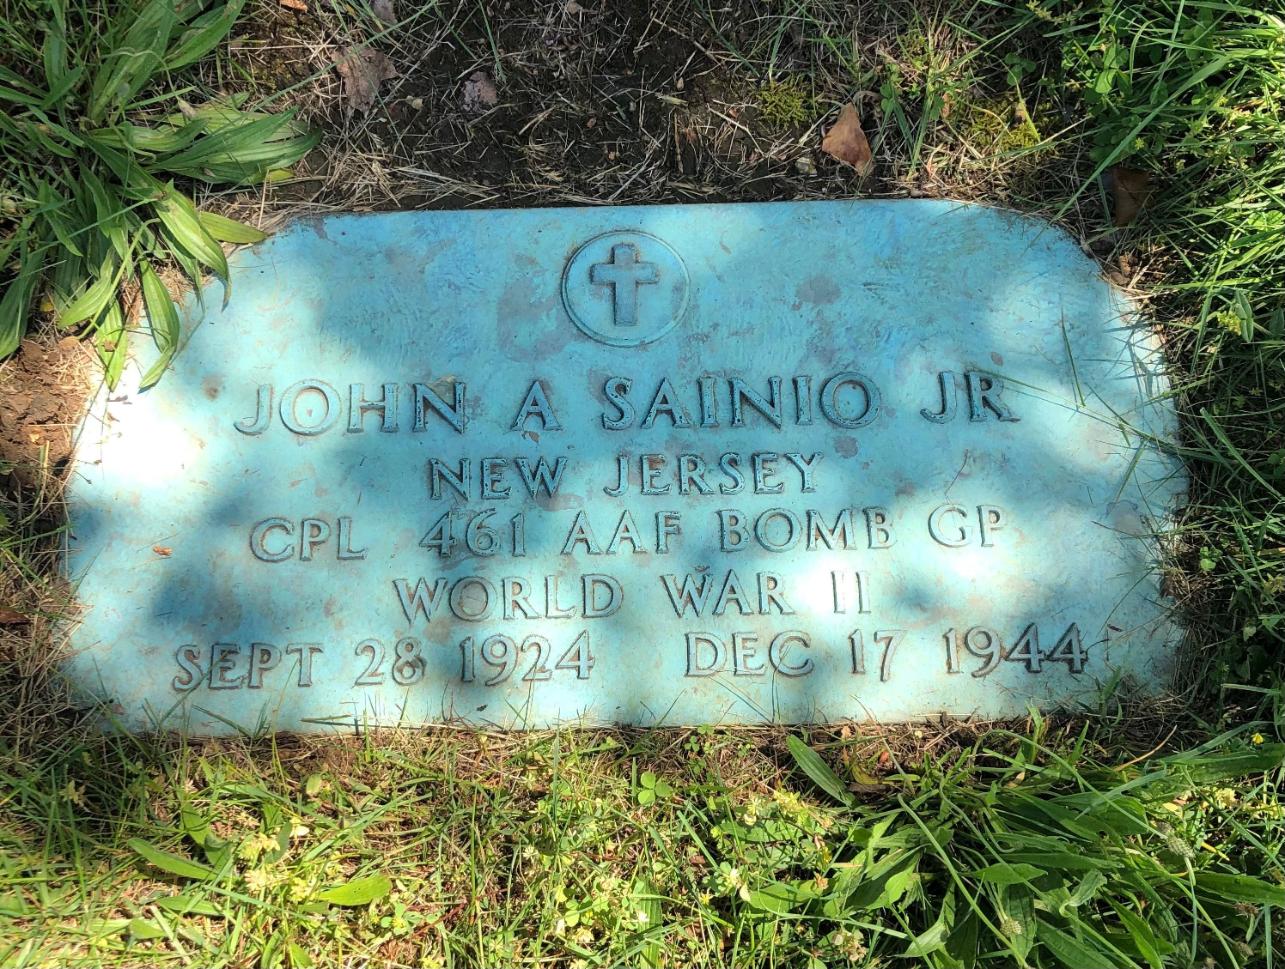 JOHN A SAINIO JR
NEW JERSEY
CPL 461 AAF BOMB GP
WORLD WAR II
SEPT 28 1924 DEC 17 1944